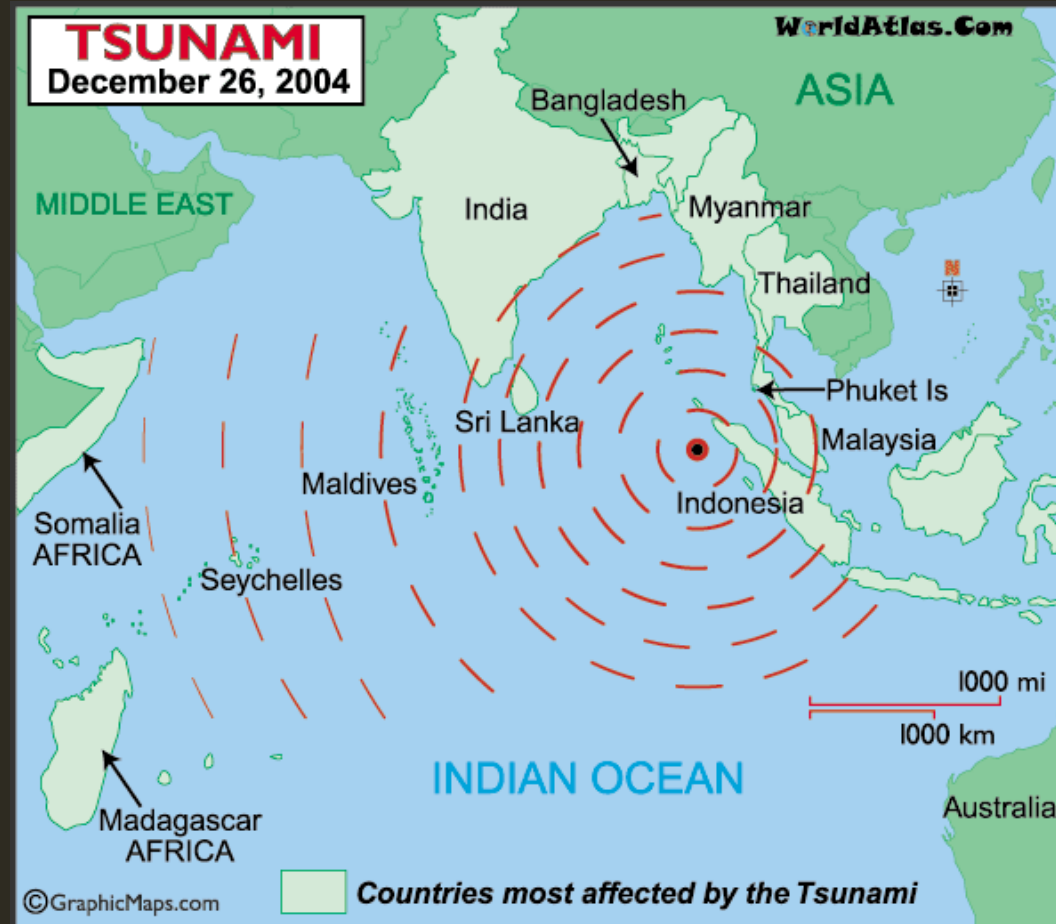 TSUNAMI
December 26, 2004
WorldAtlas.Com
ASIA
Bangladesh
MIDDLE EAST
India
Myanmar
N
Thailand
Phuket Is
Sri Lanka
Malaysia
Maldives
Indonesia
Somalia
AFRICA
Seychelles
1000 mi
1000 km
INDIAN OCEAN
Australia
Madagascar
AFRICA
Countries most affected by the Tsunami
©GraphicMaps.com